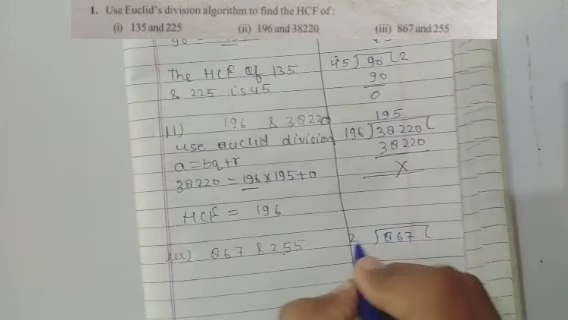 1. Use Euclid's division algorithm to find the HCF of :
(i) 135 and 225 (ii) 196 and 38220 (iii) 867 and 255
The HCF of 135
& 225 is 45
45 ) 90 ( 2
90
0
ii) 196 & 38220
use euclid division
a = bq + r
38220 = 196 × 195 + 0
HCF = 196
195
196 ) 38220 (
38220
X
iii) 867 & 255
2 ) 867 (